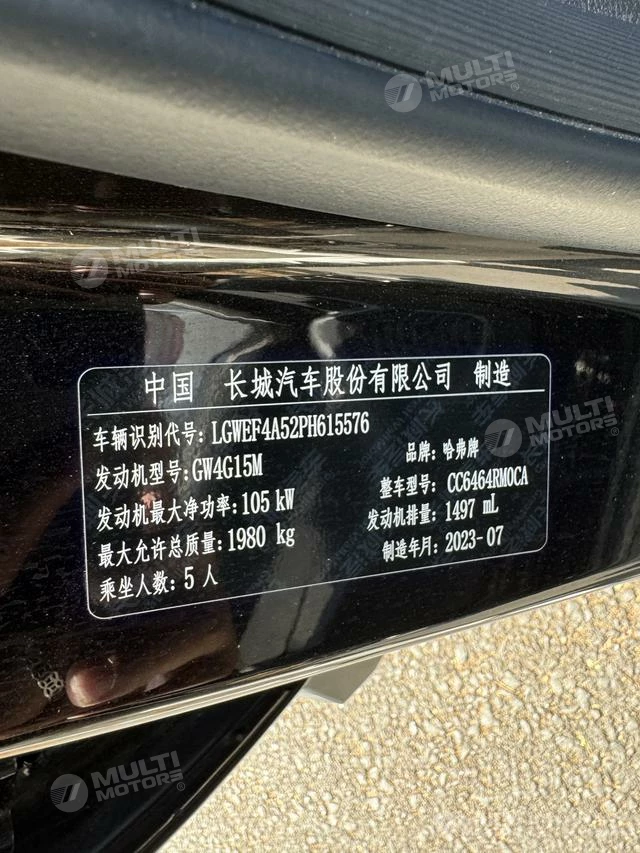 MULTI
MOTORS
MULTI
MOTORS
中国 长城汽车股份有限公司 制造
车辆识别代号: LGWEF4A52PH615576
品牌: 哈弗牌
发动机型号: GW4G15M
整车型号: CC6464RM0CA
发动机最大净功率: 105 kW
发动机排量: 1497 mL
最大允许总质量: 1980 kg
制造年月: 2023-07
乘坐人数: 5 人
MULTI
MOTORS
MULTI
MOTORS